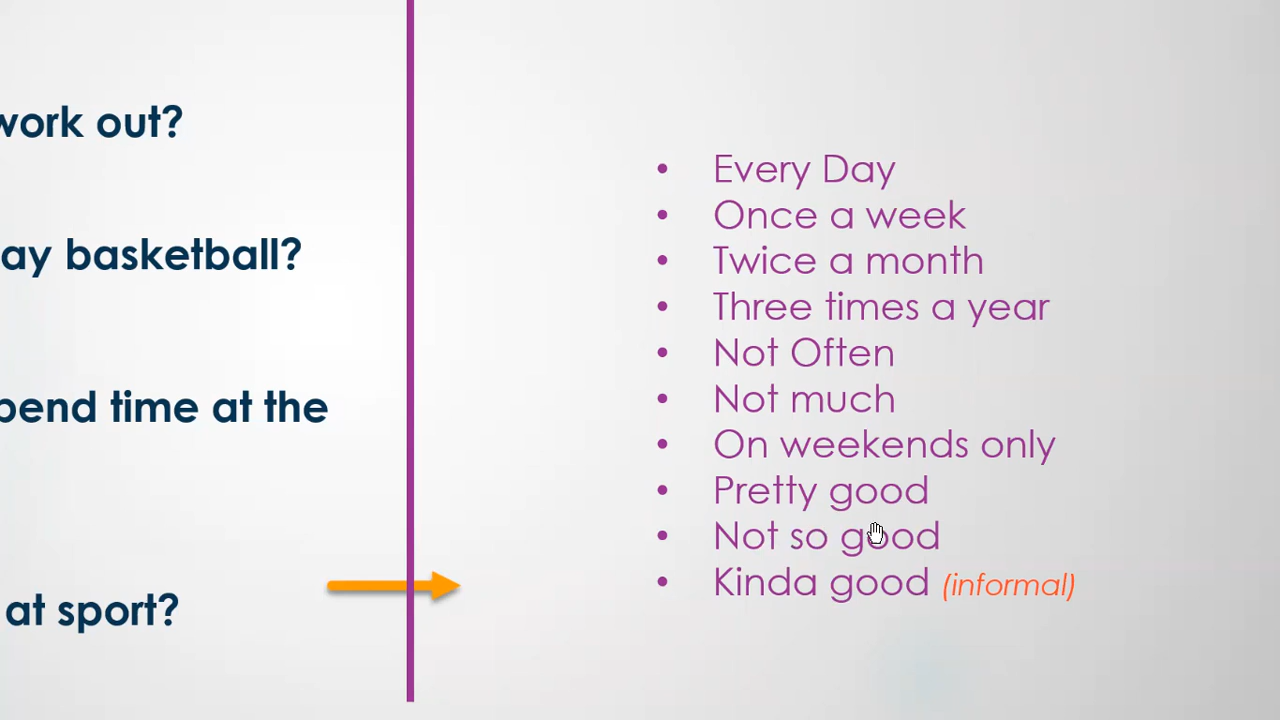 work out?
ay basketball?
pend time at the
at sport?
• Every Day
• Once a week
• Twice a month
• Three times a year
• Not Often
• Not much
• On weekends only
• Pretty good
• Not so good
• Kinda good (informal)